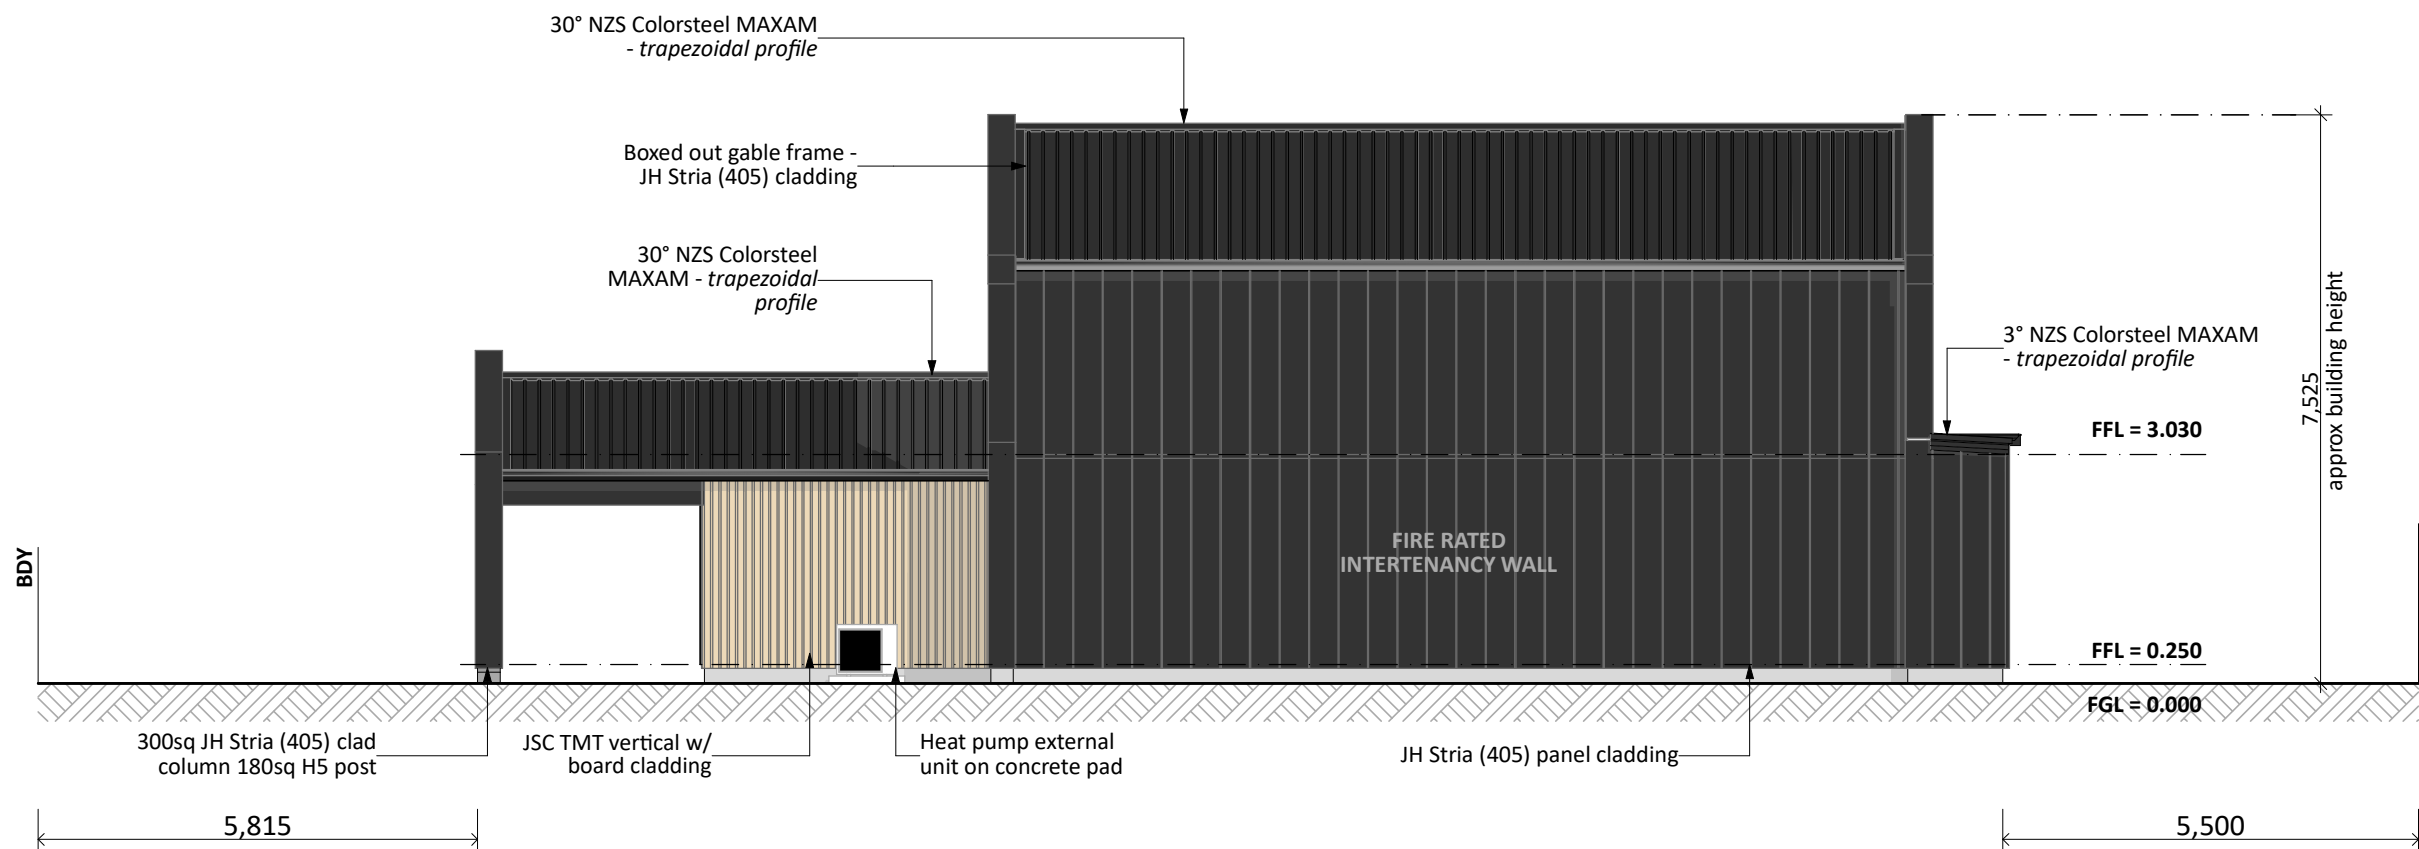 30° NZS Colorsteel MAXAM
- trapezoidal profile
Boxed out gable frame -
JH Stria (405) cladding
30° NZS Colorsteel
MAXAM - trapezoidal
profile
3° NZS Colorsteel MAXAM
- trapezoidal profile
7,525
approx building height
FFL = 3.030
FIRE RATED
INTERTENANCY WALL
BDY
FFL = 0.250
FGL = 0.000
300sq JH Stria (405) clad
column 180sq H5 post
JSC TMT vertical w/
board cladding
Heat pump external
unit on concrete pad
JH Stria (405) panel cladding
5,815
5,500